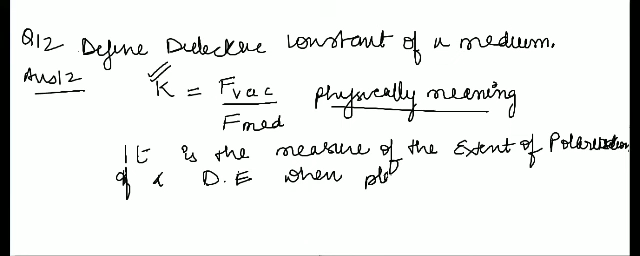 Q12 Define Dielectric constant of a medium.
Ans12 K = Fvac / Fmed physically meaning
It is the measure of the Extent of Polarisation
of a D.E when